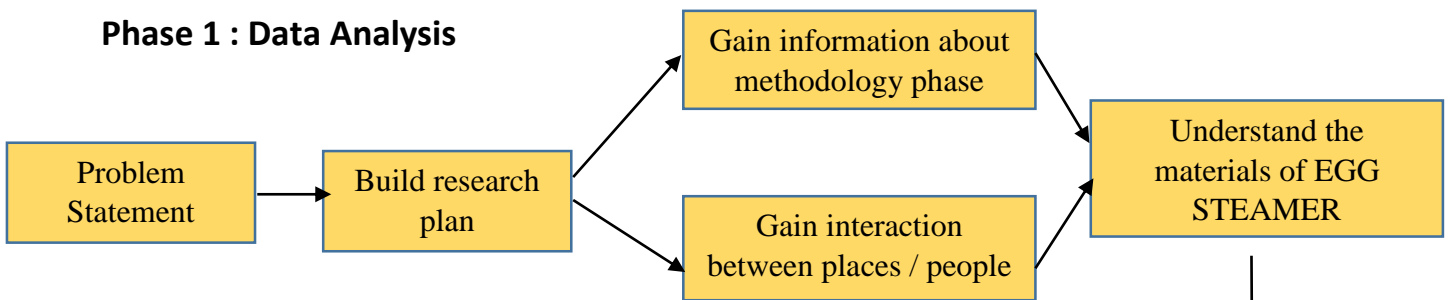 Phase 1 : Data Analysis
Problem
Statement
Build research
plan
Gain information about
methodology phase
Gain interaction
between places / people
Understand the
materials of EGG
STEAMER